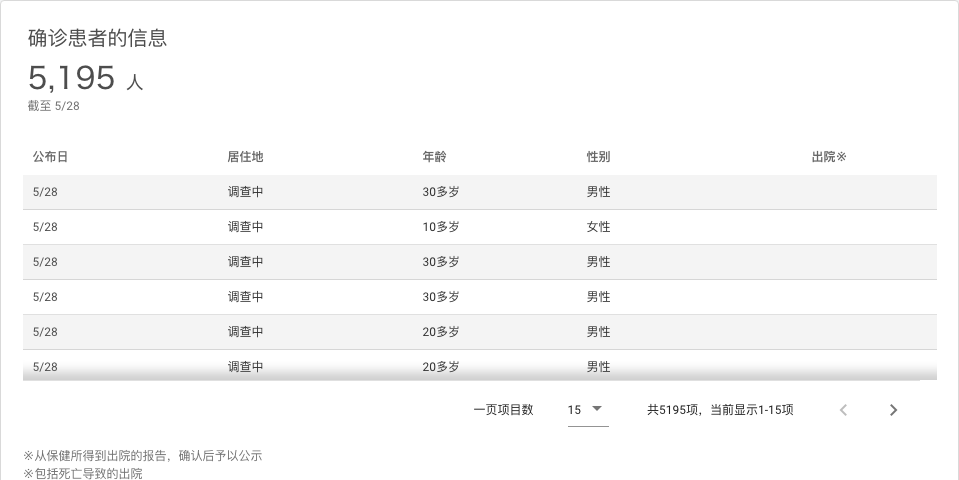 确诊患者的信息
5,195 人
截至 5/28
公布日 居住地 年龄 性别 出院※
5/28 调查中 30多岁 男性
5/28 调查中 10多岁 女性
5/28 调查中 30多岁 男性
5/28 调查中 30多岁 男性
5/28 调查中 20多岁 男性
5/28 调查中 20多岁 男性
一页项目数 15 共5195项，当前显示1-15项
※从保健所得到出院的报告，确认后予以公示
※包括死亡导致的出院